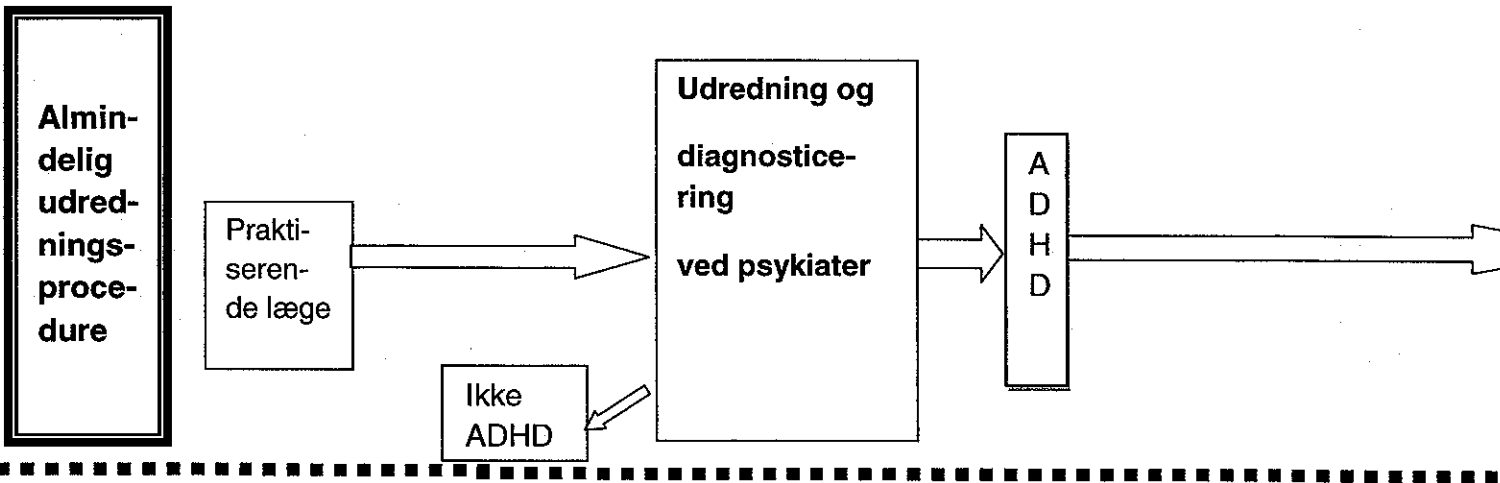 Almin-
delig
udred-
nings-
proce-
dure
Prakti-
seren-
de læge
Ikke
ADHD
Udredning og
diagnostice-
ring
ved psykiater
A
D
H
D